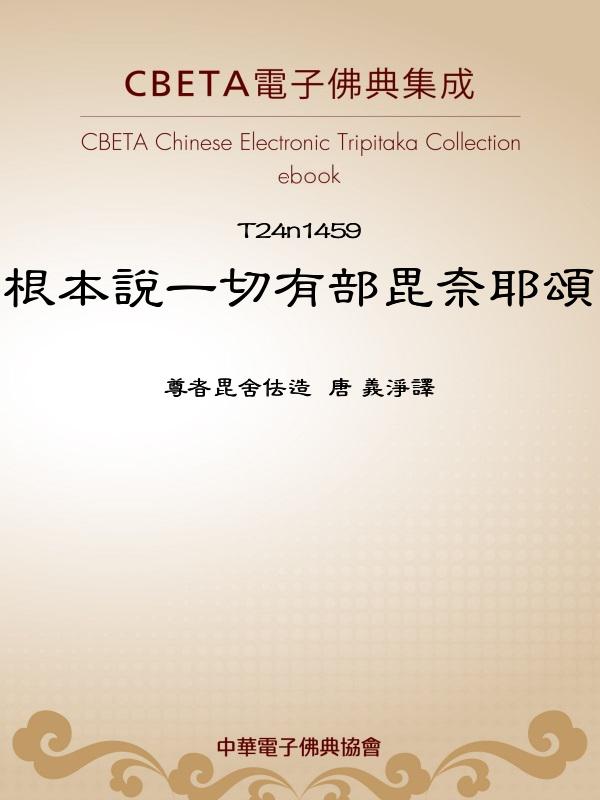 CBETA電子佛典集成
CBETA Chinese Electronic Tripitaka Collection
ebook
T24n1459
根本說一切有部毘奈耶頌
尊者毘舍佉造 唐 義淨譯
中華電子佛典協會